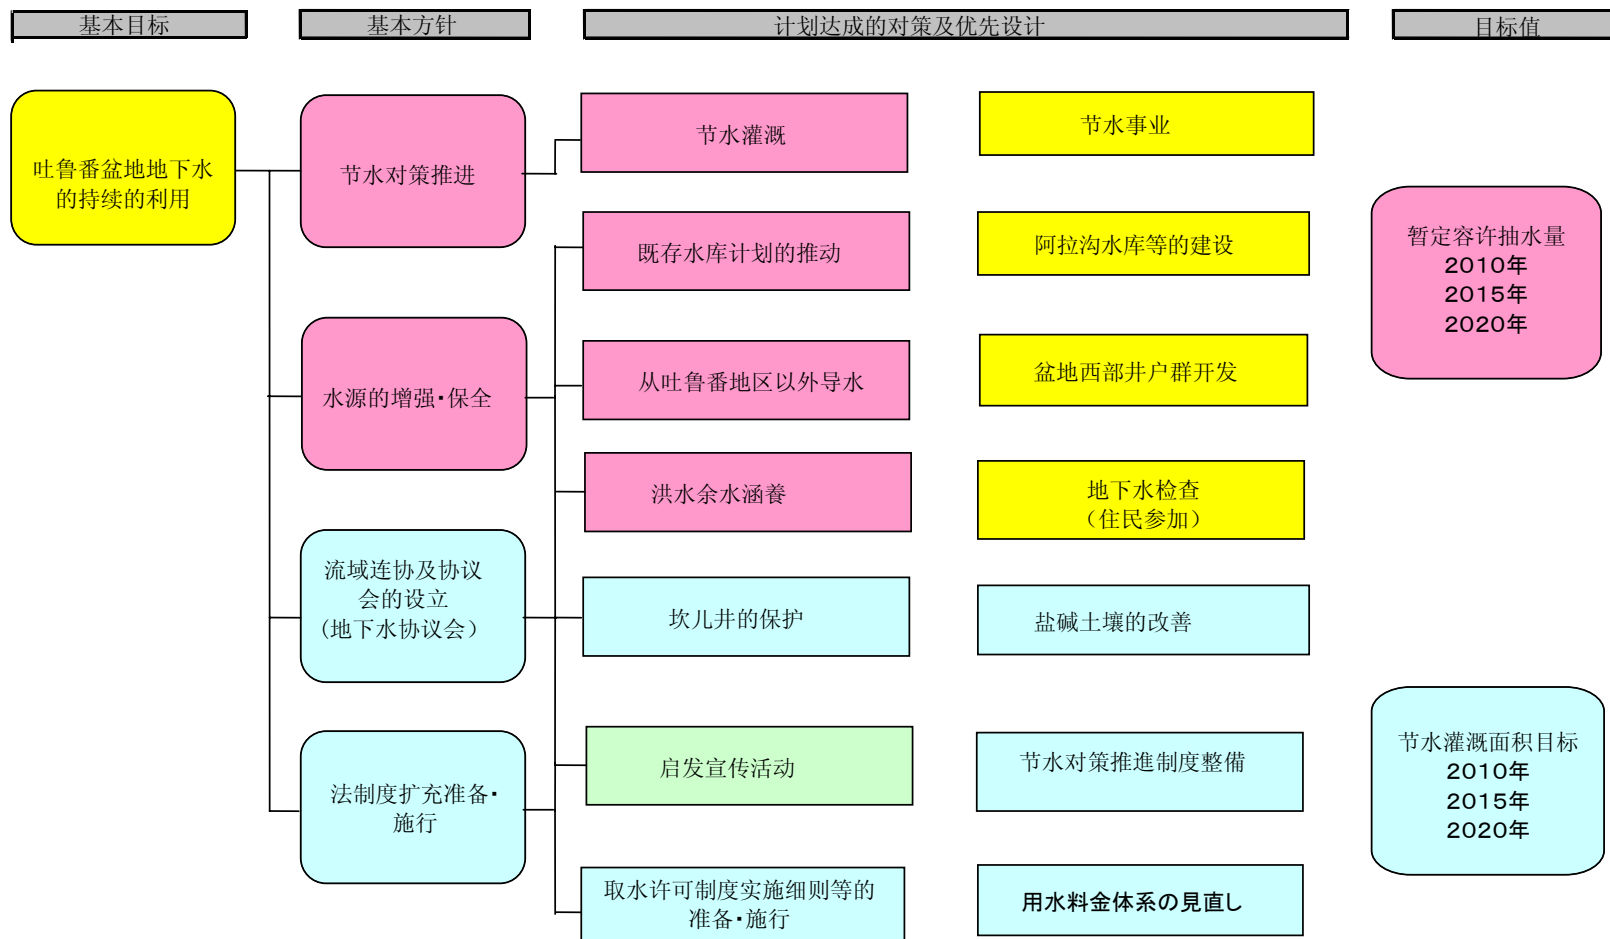 基本目标
基本方针
计划达成的对策及优先设计
目标值
吐鲁番盆地地下水
的持续的利用
节水对策推进
水源的增强・保全
流域连协及协议
会的设立
(地下水协议会）
法制度扩充准备・
施行
节水灌溉
既存水库计划的推动
从吐鲁番地区以外导水
洪水余水涵養
坎儿井的保护
启发宣传活动
取水许可制度实施细则等的
准备・施行
节水事业
阿拉沟水库等的建设
盆地西部井户群开发
地下水检查
（住民参加）
盐碱土壤的改善
节水对策推進制度整備
用水料金体系の見直し
暂定容许抽水量
2010年
2015年
2020年
节水灌溉面积目标
2010年
2015年
2020年